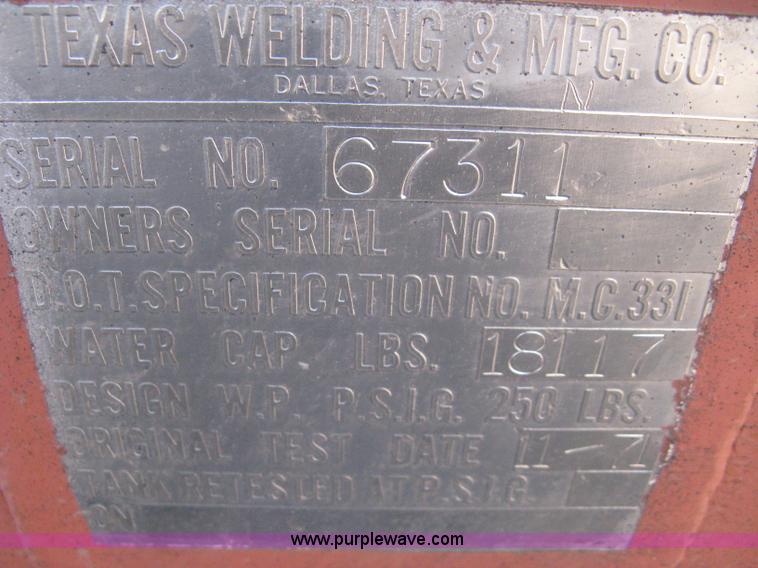 TEXAS WELDING & MFG. CO.
DALLAS, TEXAS N
SERIAL NO. 67311
OWNERS SERIAL NO.
D.O.T. SPECIFICATION NO. M.C.331
WATER CAP. LBS. 18117
DESIGN W.P. P.S.I.G. 250 LBS.
ORIGINAL TEST DATE 11-71
TANK RETESTED AT P.S.I.G.
ON
www.purplewave.com